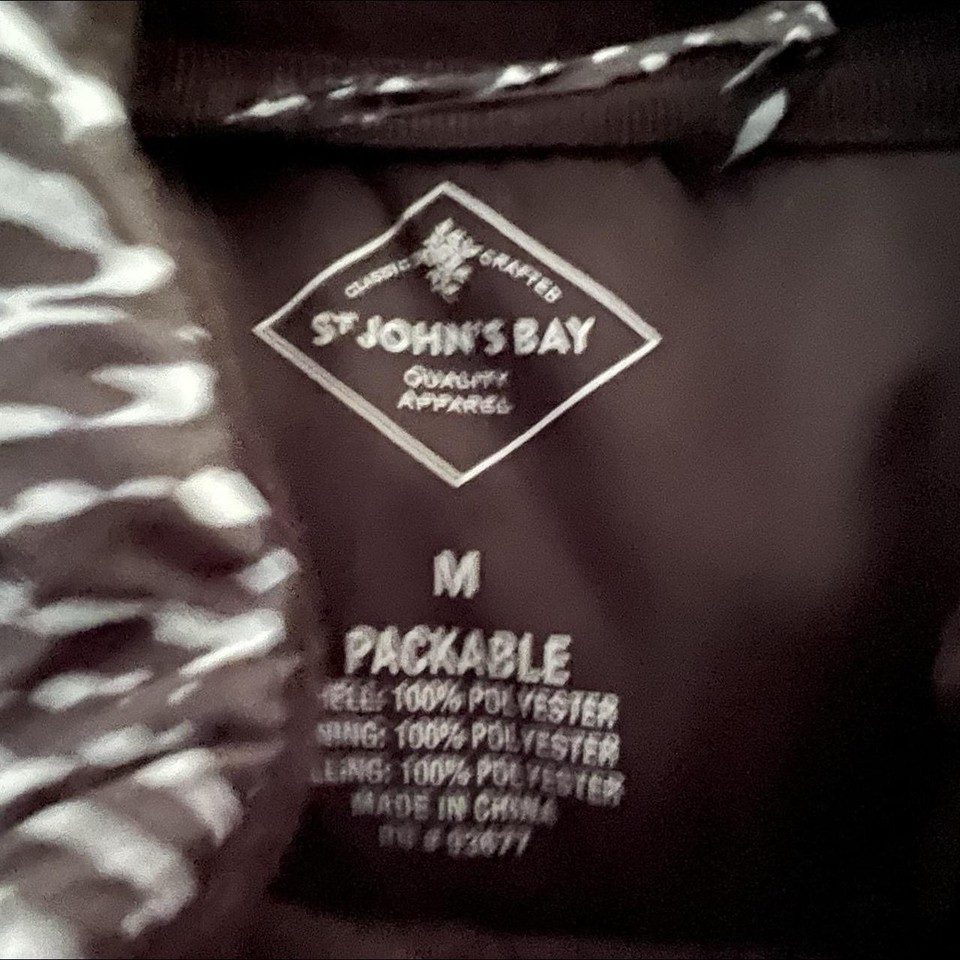 CLASSIC CRAFTED
ST JOHN'S BAY
QUALITY
APPAREL
M
PACKABLE
100% POLYESTER
100% POLYESTER
100% POLYESTER
MADE IN CHINA